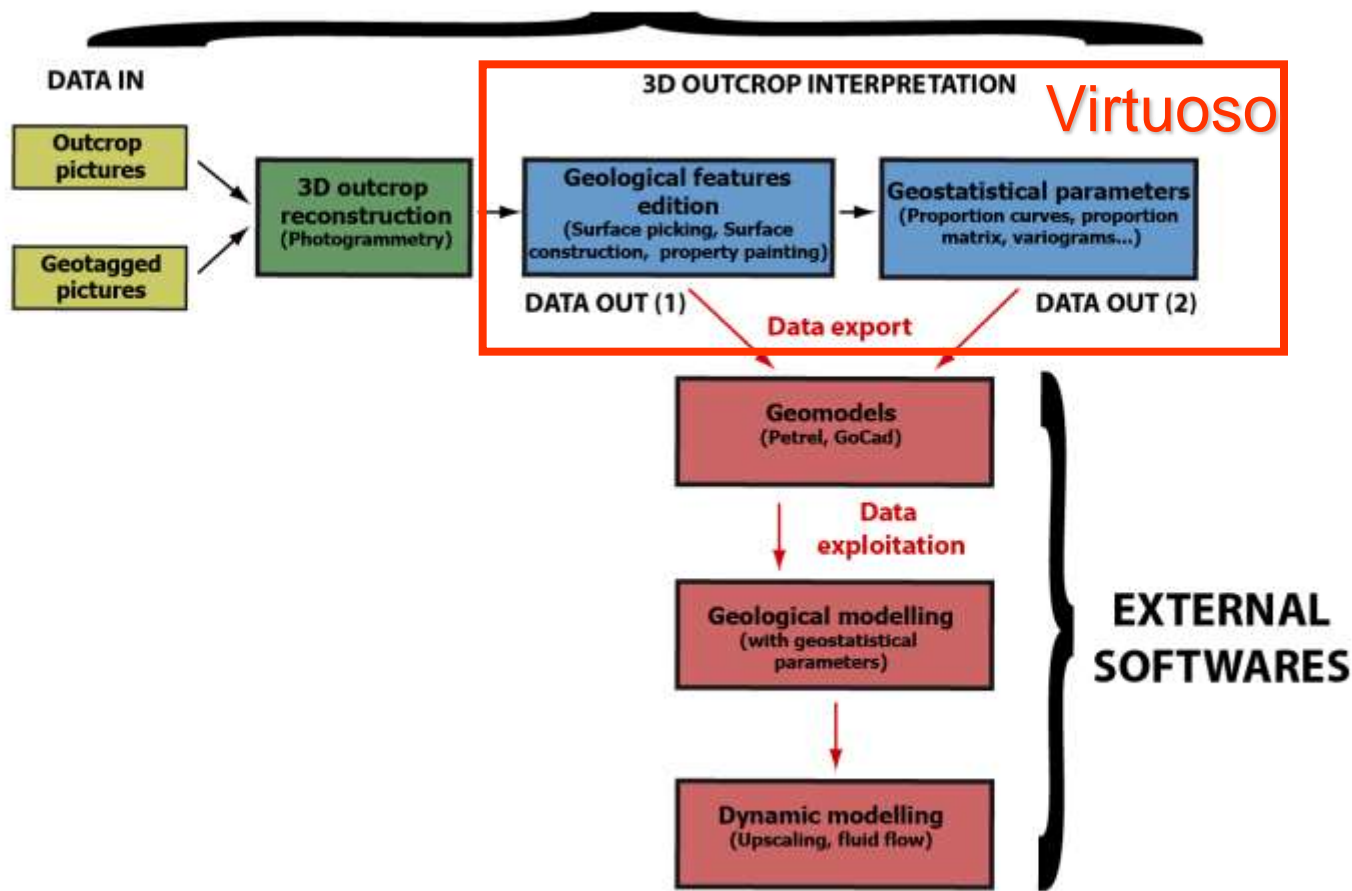 DATA IN
3D OUTCROP INTERPRETATION
Virtuoso
Outcrop
pictures
Geotagged
pictures
3D outcrop
reconstruction
(Photogrammetry)
Geological features
edition
(Surface picking, Surface
construction, property painting)
Geostatistical parameters
(Proportion curves, proportion
matrix, variograms...)
DATA OUT (1)
DATA OUT (2)
Data export
Geomodels
(Petrel, GoCad)
Data
exploitation
Geological modelling
(with geostatistical
parameters)
Dynamic modelling
(Upscaling, fluid flow)
EXTERNAL
SOFTWARES